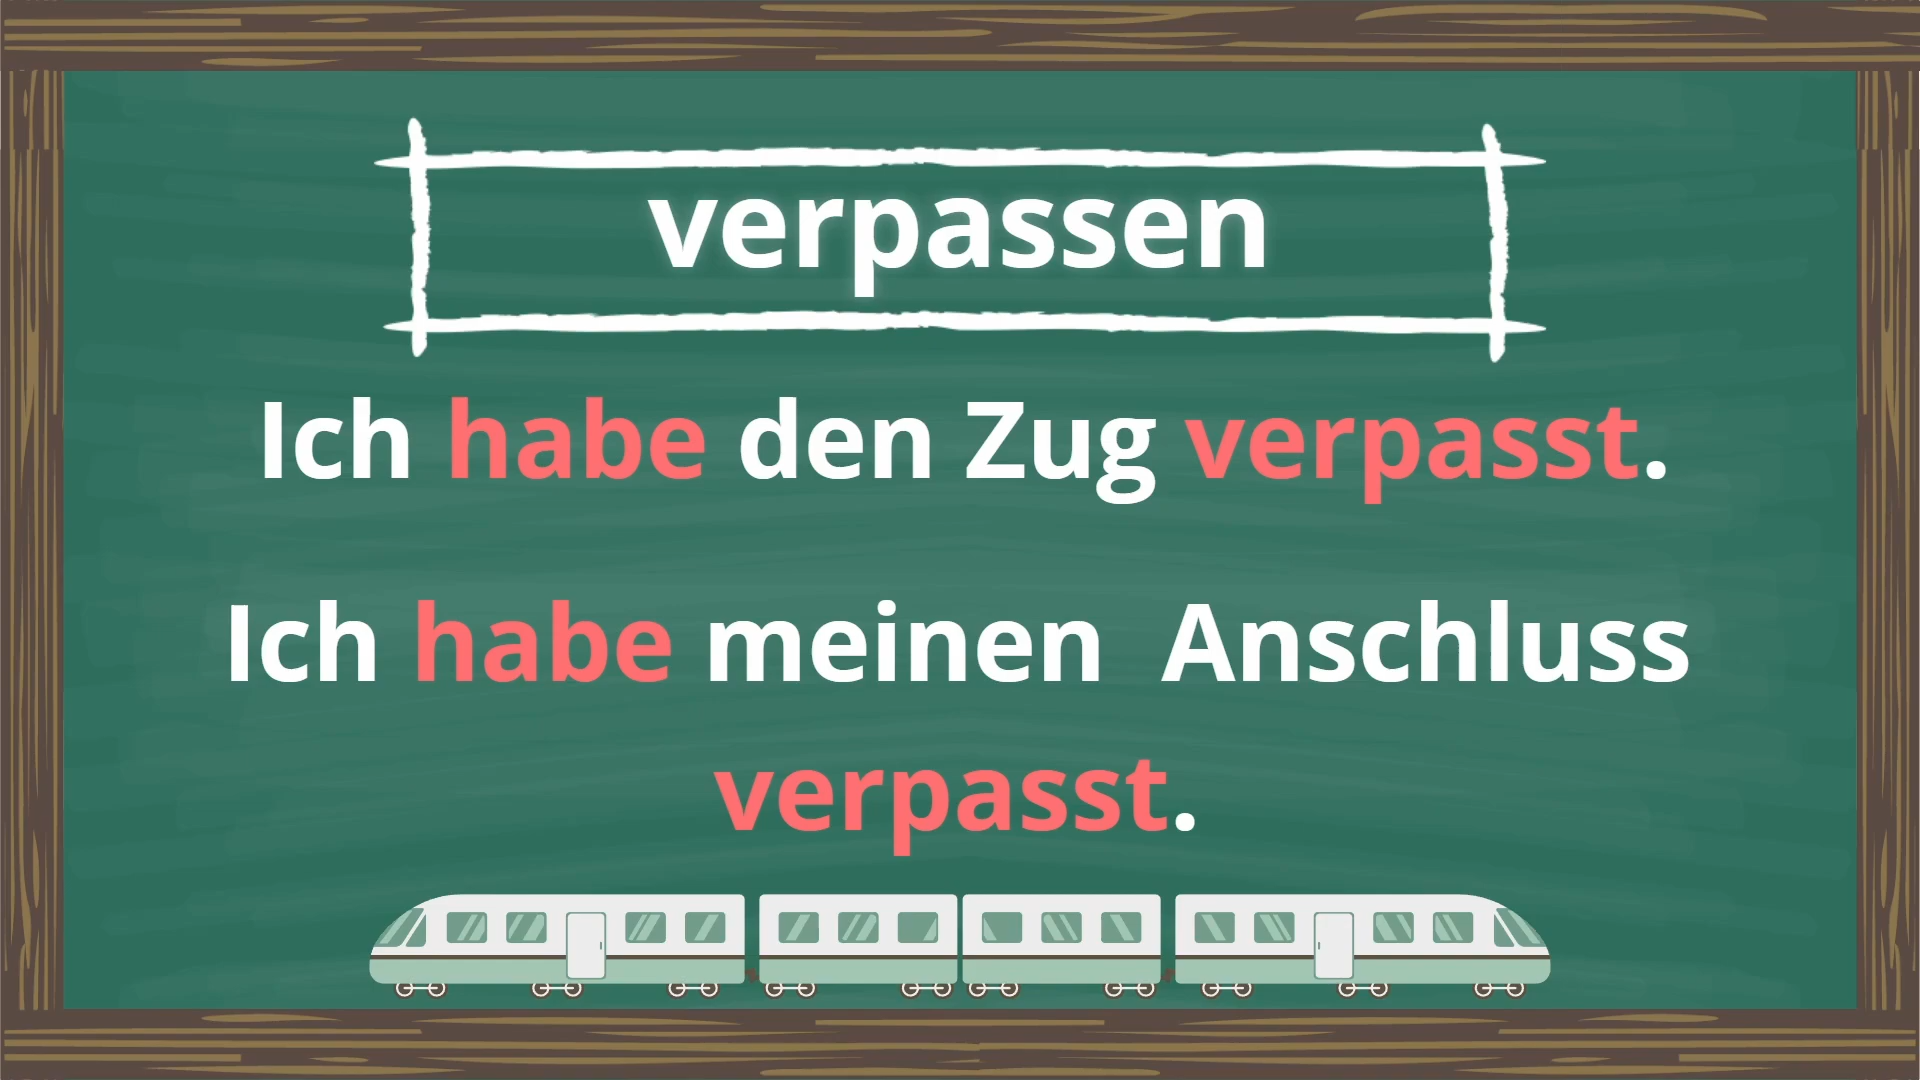 verpassen
Ich habe den Zug verpasst.
Ich habe meinen  Anschluss
verpasst.